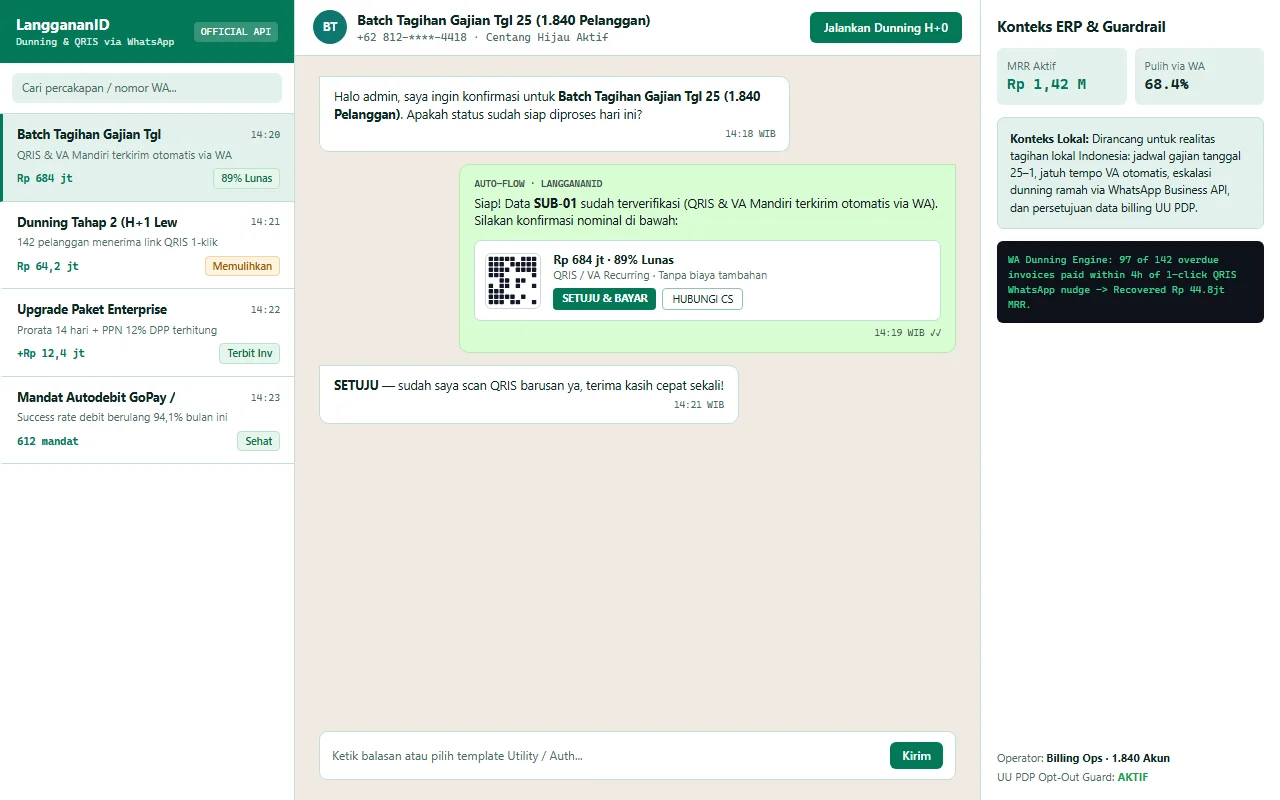 LanggananID
Dunning & QRIS via WhatsApp
OFFICIAL API
Cari percakapan / nomor WA...
Batch Tagihan Gajian Tgl
14:20
QRIS & VA Mandiri terkirim otomatis via WA
Rp 684 jt
89% Lunas
Dunning Tahap 2 (H+1 Lew
14:21
142 pelanggan menerima link QRIS 1-klik
Rp 64,2 jt
Memulihkan
Upgrade Paket Enterprise
14:22
Prorata 14 hari + PPN 12% DPP terhitung
+Rp 12,4 jt
Terbit Inv
Mandat Autodebit GoPay /
14:23
Success rate debit berulang 94,1% bulan ini
612 mandat
Sehat
BT
Batch Tagihan Gajian Tgl 25 (1.840 Pelanggan)
+62 812-****-4418 · Centang Hijau Aktif
Jalankan Dunning H+0
Halo admin, saya ingin konfirmasi untuk Batch Tagihan Gajian Tgl 25 (1.840
Pelanggan). Apakah status sudah siap diproses hari ini?
14:18 WIB
AUTO-FLOW · LANGGANANID
Siap! Data SUB-01 sudah terverifikasi (QRIS & VA Mandiri terkirim otomatis via WA).
Silakan konfirmasi nominal di bawah:
Rp 684 jt · 89% Lunas
QRIS / VA Recurring · Tanpa biaya tambahan
SETUJU & BAYAR
HUBUNGI CS
14:19 WIB ✓✓
SETUJU — sudah saya scan QRIS barusan ya, terima kasih cepat sekali!
14:21 WIB
Ketik balasan atau pilih template Utility / Auth...
Kirim
Konteks ERP & Guardrail
MRR Aktif
Rp 1,42 M
Pulih via WA
68.4%
Konteks Lokal: Dirancang untuk realitas
tagihan lokal Indonesia: jadwal gajian tanggal
25–1, jatuh tempo VA otomatis, eskalasi
dunning ramah via WhatsApp Business API,
dan persetujuan data billing UU PDP.
WA Dunning Engine: 97 of 142 overdue
invoices paid within 4h of 1-click QRIS
WhatsApp nudge -> Recovered Rp 44.8jt
MRR.
Operator: Billing Ops · 1.840 Akun
UU PDP Opt-Out Guard: AKTIF